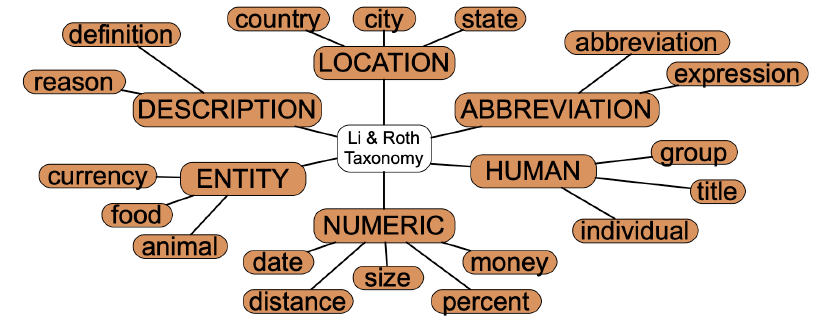 country
city
state
definition
abbreviation
LOCATION
reason
expression
DESCRIPTION
ABBREVIATION
Li & Roth
Taxonomy
group
currency
ENTITY
HUMAN
title
food
animal
NUMERIC
individual
date
size
money
distance
percent